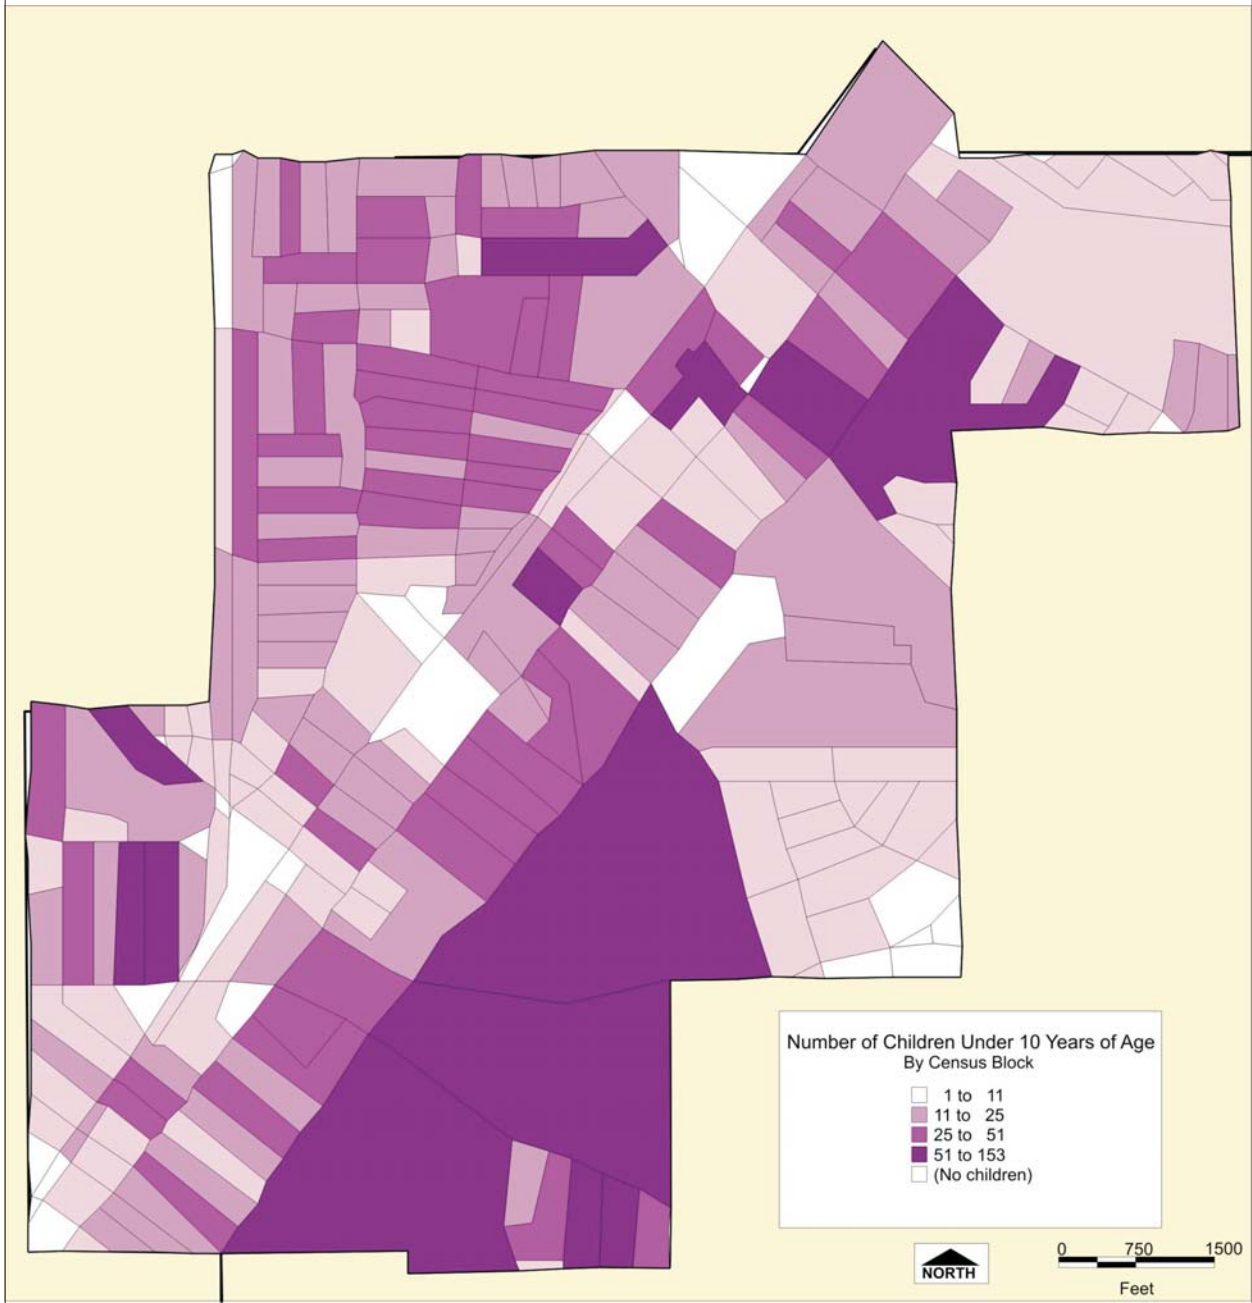 Number of Children Under 10 Years of Age
By Census Block
1 to 11
11 to 25
25 to 51
51 to 153
(No children)
NORTH
0 750 1500
Feet